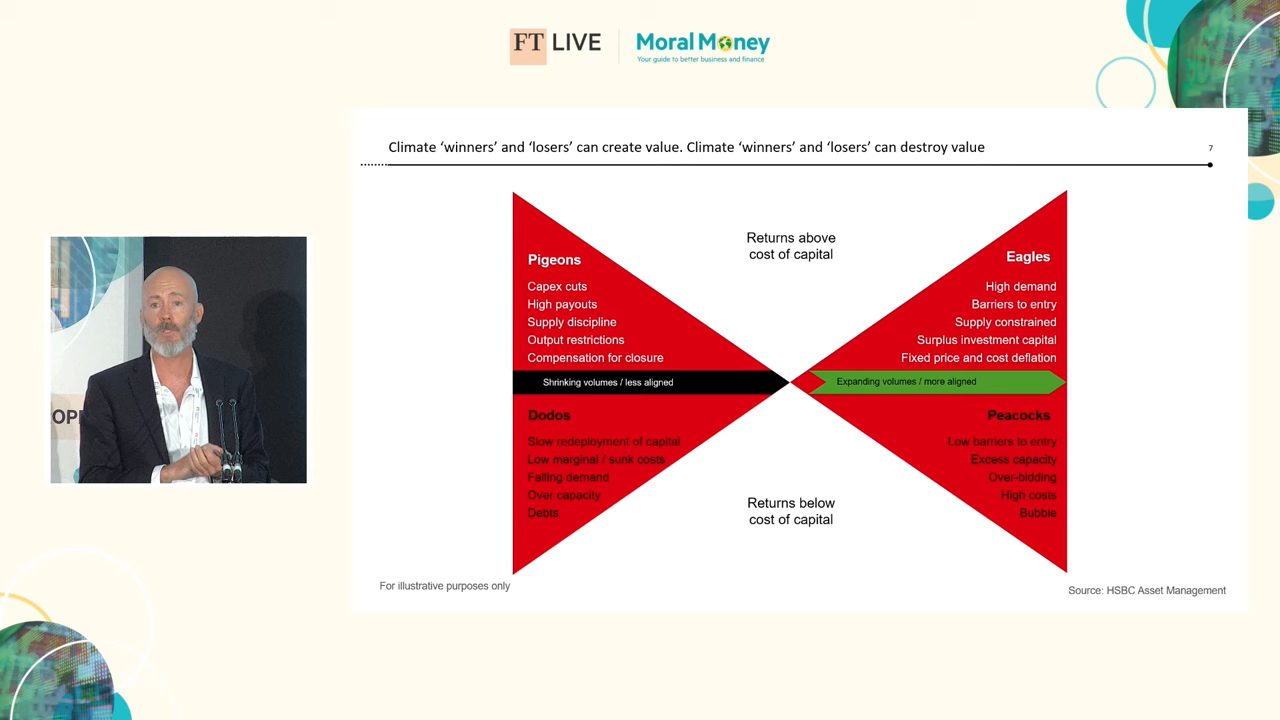 FT LIVE
Moral Money
Your guide to better business and finance
Climate ‘winners’ and ‘losers’ can create value. Climate ‘winners’ and ‘losers’ can destroy value
7
Returns above
cost of capital
Pigeons
Capex cuts
High payouts
Supply discipline
Output restrictions
Compensation for closure
Eagles
High demand
Barriers to entry
Supply constrained
Surplus investment capital
Fixed price and cost deflation
Shrinking volumes / less aligned
Expanding volumes / more aligned
Dodos
Slow redeployment of capital
Low marginal / sunk costs
Falling demand
Over capacity
Debts
Peacocks
Low barriers to entry
Excess capacity
Over-bidding
High costs
Bubble
Returns below
cost of capital
For illustrative purposes only
Source: HSBC Asset Management